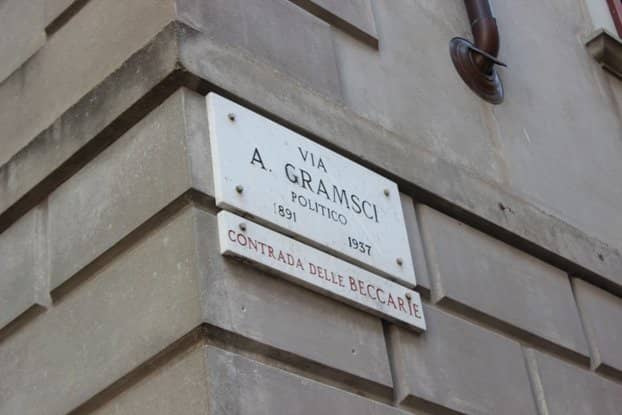 VIA
A. GRAMSCI
POLITICO
1891 1937
CONTRADA DELLE BECCARIE